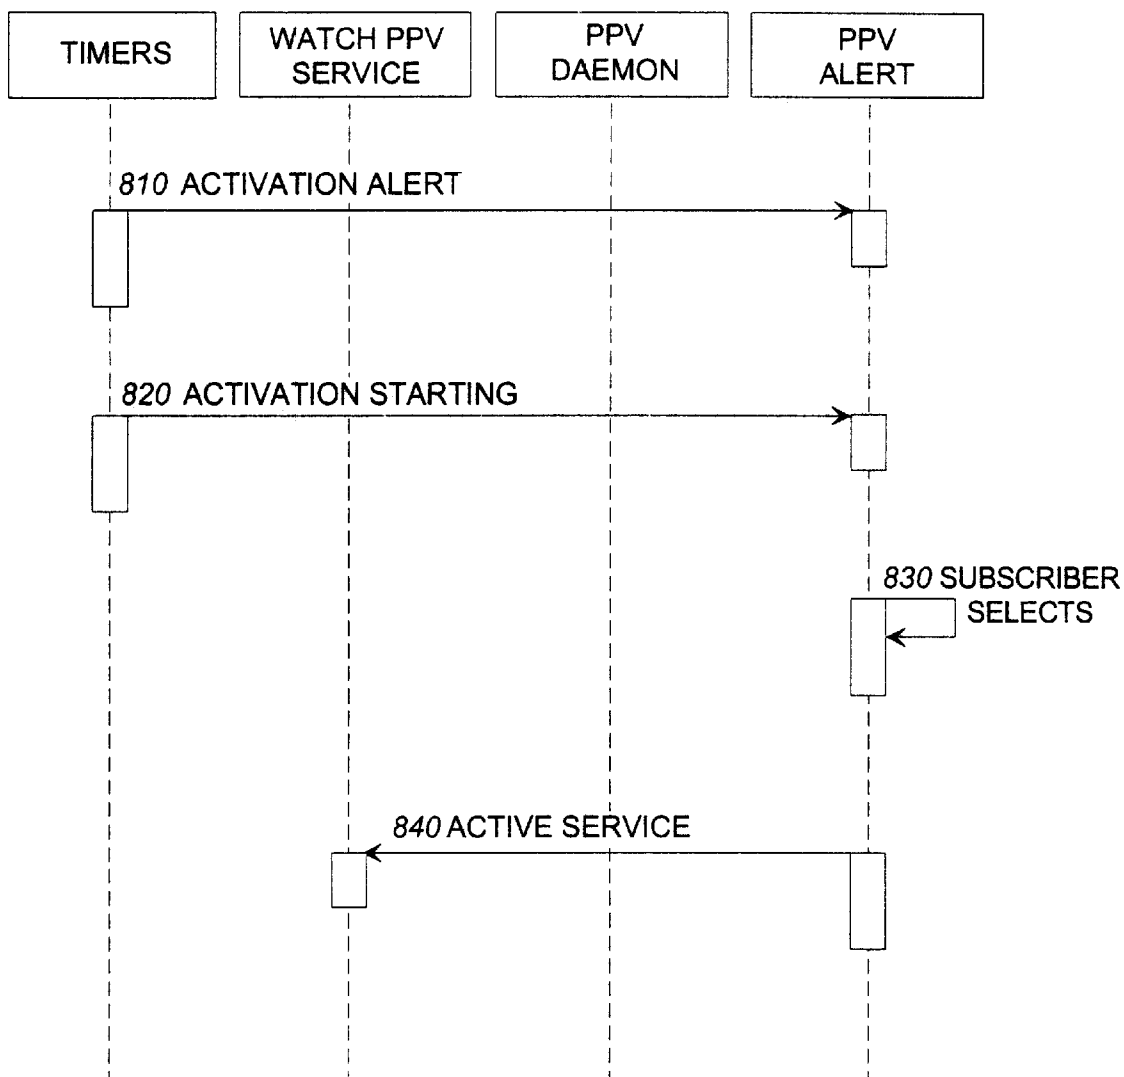 TIMERS
WATCH PPV
SERVICE
PPV
DAEMON
PPV
ALERT
810 ACTIVATION ALERT
820 ACTIVATION STARTING
830 SUBSCRIBER
SELECTS
840 ACTIVE SERVICE